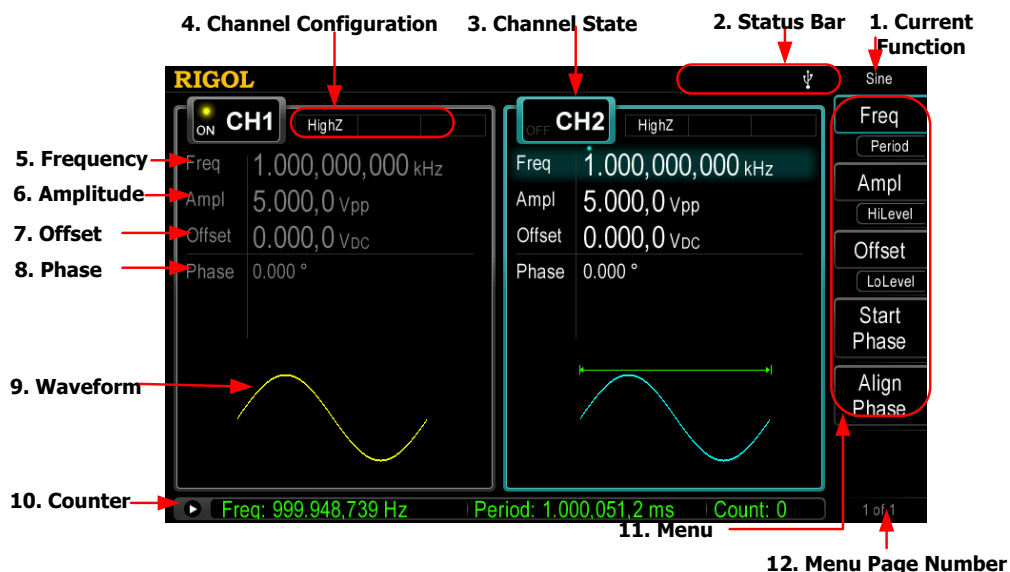 4. Channel Configuration
3. Channel State
2. Status Bar
1. Current
Function
RIGOL
Sine
ON CH1
HighZ
OFF CH2
HighZ
Freq
Period
Ampl
HiLevel
Offset
LoLevel
Start
Phase
Align
Phase
5. Frequency
Freq 1.000,000,000 kHz
6. Amplitude
Ampl 5.000,0 Vpp
7. Offset
Offset 0.000,0 VDC
8. Phase
Phase 0.000 °
Freq 1.000,000,000 kHz
Ampl 5.000,0 Vpp
Offset 0.000,0 VDC
Phase 0.000 °
9. Waveform
10. Counter
Freq: 999.948,739 Hz
Period: 1.000,051,2 ms
Count: 0
1 of 1
11. Menu
12. Menu Page Number